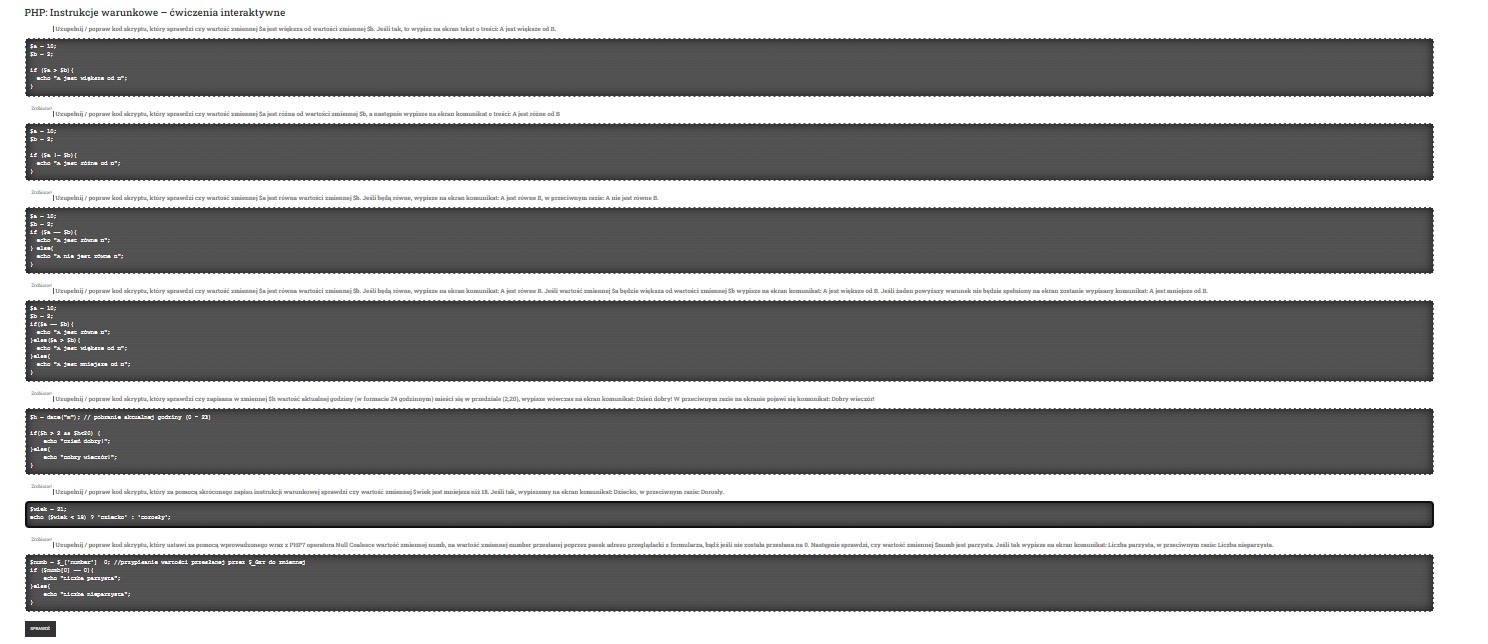 PHP: Instrukcje warunkowe – ćwiczenia interaktywne
Uzupełnij / popraw kod skryptu, który sprawdzi czy wartość zmiennej $a jest większa od wartości zmiennej $b. Jeśli tak, to wypisz na ekran tekst o treści: A jest większe od B.
$a = 10;
$b = 2;
if ($a > $b){
echo "A jest większe od B";
}
Zrobione!
Uzupełnij / popraw kod skryptu, który sprawdzi czy wartość zmiennej $a jest różna od wartości zmiennej $b, a następnie wypisze na ekran komunikat o treści: A jest różne od B
$a = 10;
$b = 2;
if ($a != $b){
echo "A jest różne od B";
}
Zrobione!
Uzupełnij / popraw kod skryptu, który sprawdzi czy wartość zmiennej $a jest równa wartości zmiennej $b. Jeśli będą równe, wypisze na ekran komunikat: A jest równe B, w przeciwnym razie: A nie jest równe B.
$a = 10;
$b = 2;
if ($a == $b){
echo "A jest równe B";
} else{
echo "A nie jest równe B";
}
Zrobione!
Uzupełnij / popraw kod skryptu, który sprawdzi czy wartość zmiennej $a jest równa wartości zmiennej $b. Jeśli będą równe, wypisze na ekran komunikat: A jest równe B. Jeśli wartość zmiennej $a będzie większa od wartości zmiennej $b wypisze na ekran komunikat: A jest większe od B. Jeśli żaden powyższy warunek nie będzie spełniony na ekran zostanie wypisany komunikat: A jest mniejsze od B.
$a = 10;
$b = 2;
if($a == $b){
echo "A jest równe B";
}else($a > $b){
echo "A jest większe od B";
}else{
echo "A jest mniejsze od B";
}
Zrobione!
Uzupełnij / popraw kod skryptu, który sprawdzi czy zapisana w zmiennej $h wartość aktualnej godziny (w formacie 24 godzinnym) mieści się w przedziale (2,20), wypisze wówczas na ekran komunikat: Dzień dobry! W przeciwnym razie na ekranie pojawi się komunikat: Dobry wieczór!
$h = date("H"); // pobranie aktualnej godziny (0 - 23)
if($h > 2 && $h<20) {
echo "Dzień dobry!";
}else{
echo "Dobry wieczór!";
}
Zrobione!
Uzupełnij / popraw kod skryptu, który za pomocą skróconego zapisu instrukcji warunkowej sprawdzi czy wartość zmiennej $wiek jest mniejsza niż 18. Jeśli tak, wypiszemy na ekran komunikat: Dziecko, w przeciwnym razie: Dorosły.
$wiek = 21;
echo ($wiek < 18) ? 'Dziecko' : 'Dorosły';
Zrobione!
Uzupełnij / popraw kod skryptu, który ustawi za pomocą wprowadzonego wraz z PHP7 operatora Null Coalesce wartość zmiennej numb, na wartość zmiennej number przesłanej poprzez pasek adresu przeglądarki z formularza, bądź jeśli nie została przesłana na 0. Następnie sprawdzi, czy wartość zmiennej $numb jest parzysta. Jeśli tak wypisze na ekran komunikat: Liczba parzysta, w przeciwnym razie: Liczba nieparzysta.
$numb = $_['number'] 0; //przypisanie wartości przesłanej przez $_GET do zmiennej
if ($numb[0] == 0){
echo "Liczba parzysta";
}else{
echo "Liczba nieparzysta";
}
SPRAWDŹ